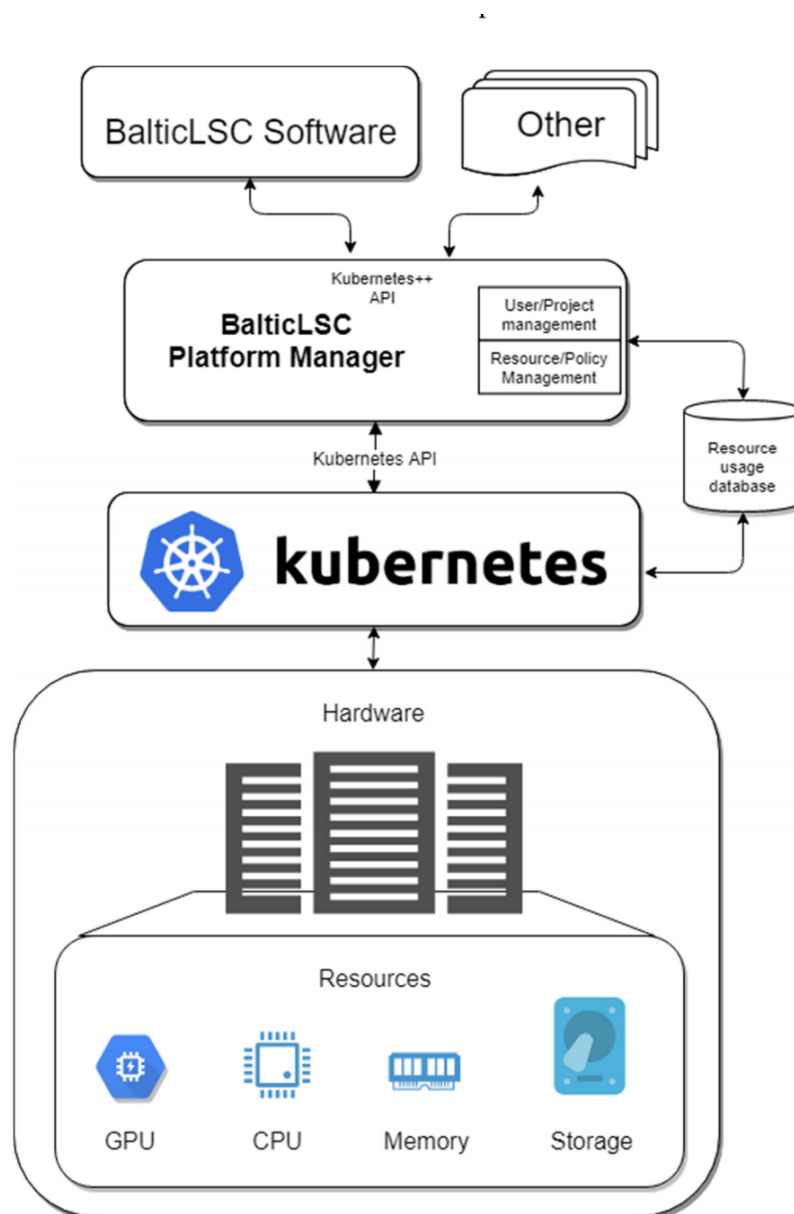 BalticLSC Software
Other
Kubernetes++
API
BalticLSC
Platform Manager
User/Project
management
Resource/Policy
Management
Kubernetes API
Resource
usage
database
kubernetes
Hardware
Resources
GPU
CPU
Memory
Storage